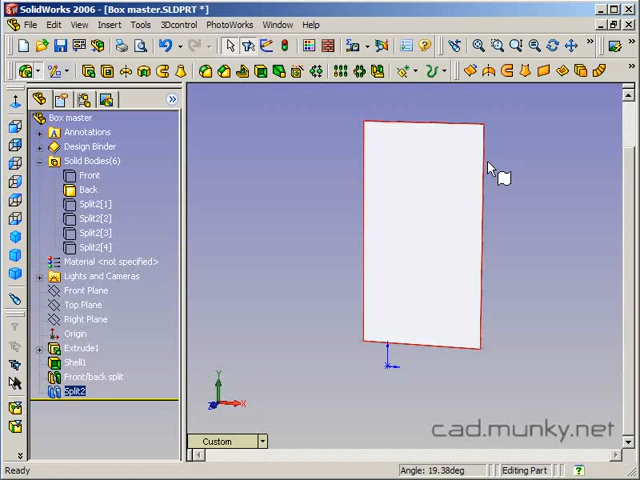 SolidWorks 2006 - [Box master.SLDPRT *]
File Edit View Insert Tools 3Dcontrol PhotoWorks Window Help
Box master
Annotations
Design Binder
Solid Bodies(6)
Front
Back
Split2[1]
Split2[2]
Split2[3]
Split2[4]
Material <not specified>
Lights and Cameras
Front Plane
Top Plane
Right Plane
Origin
Extrude1
Shell1
Front/back split
Split2
Y
X
Z
Custom
cad.munky.net
Ready
Angle: 19.38deg
Editing Part